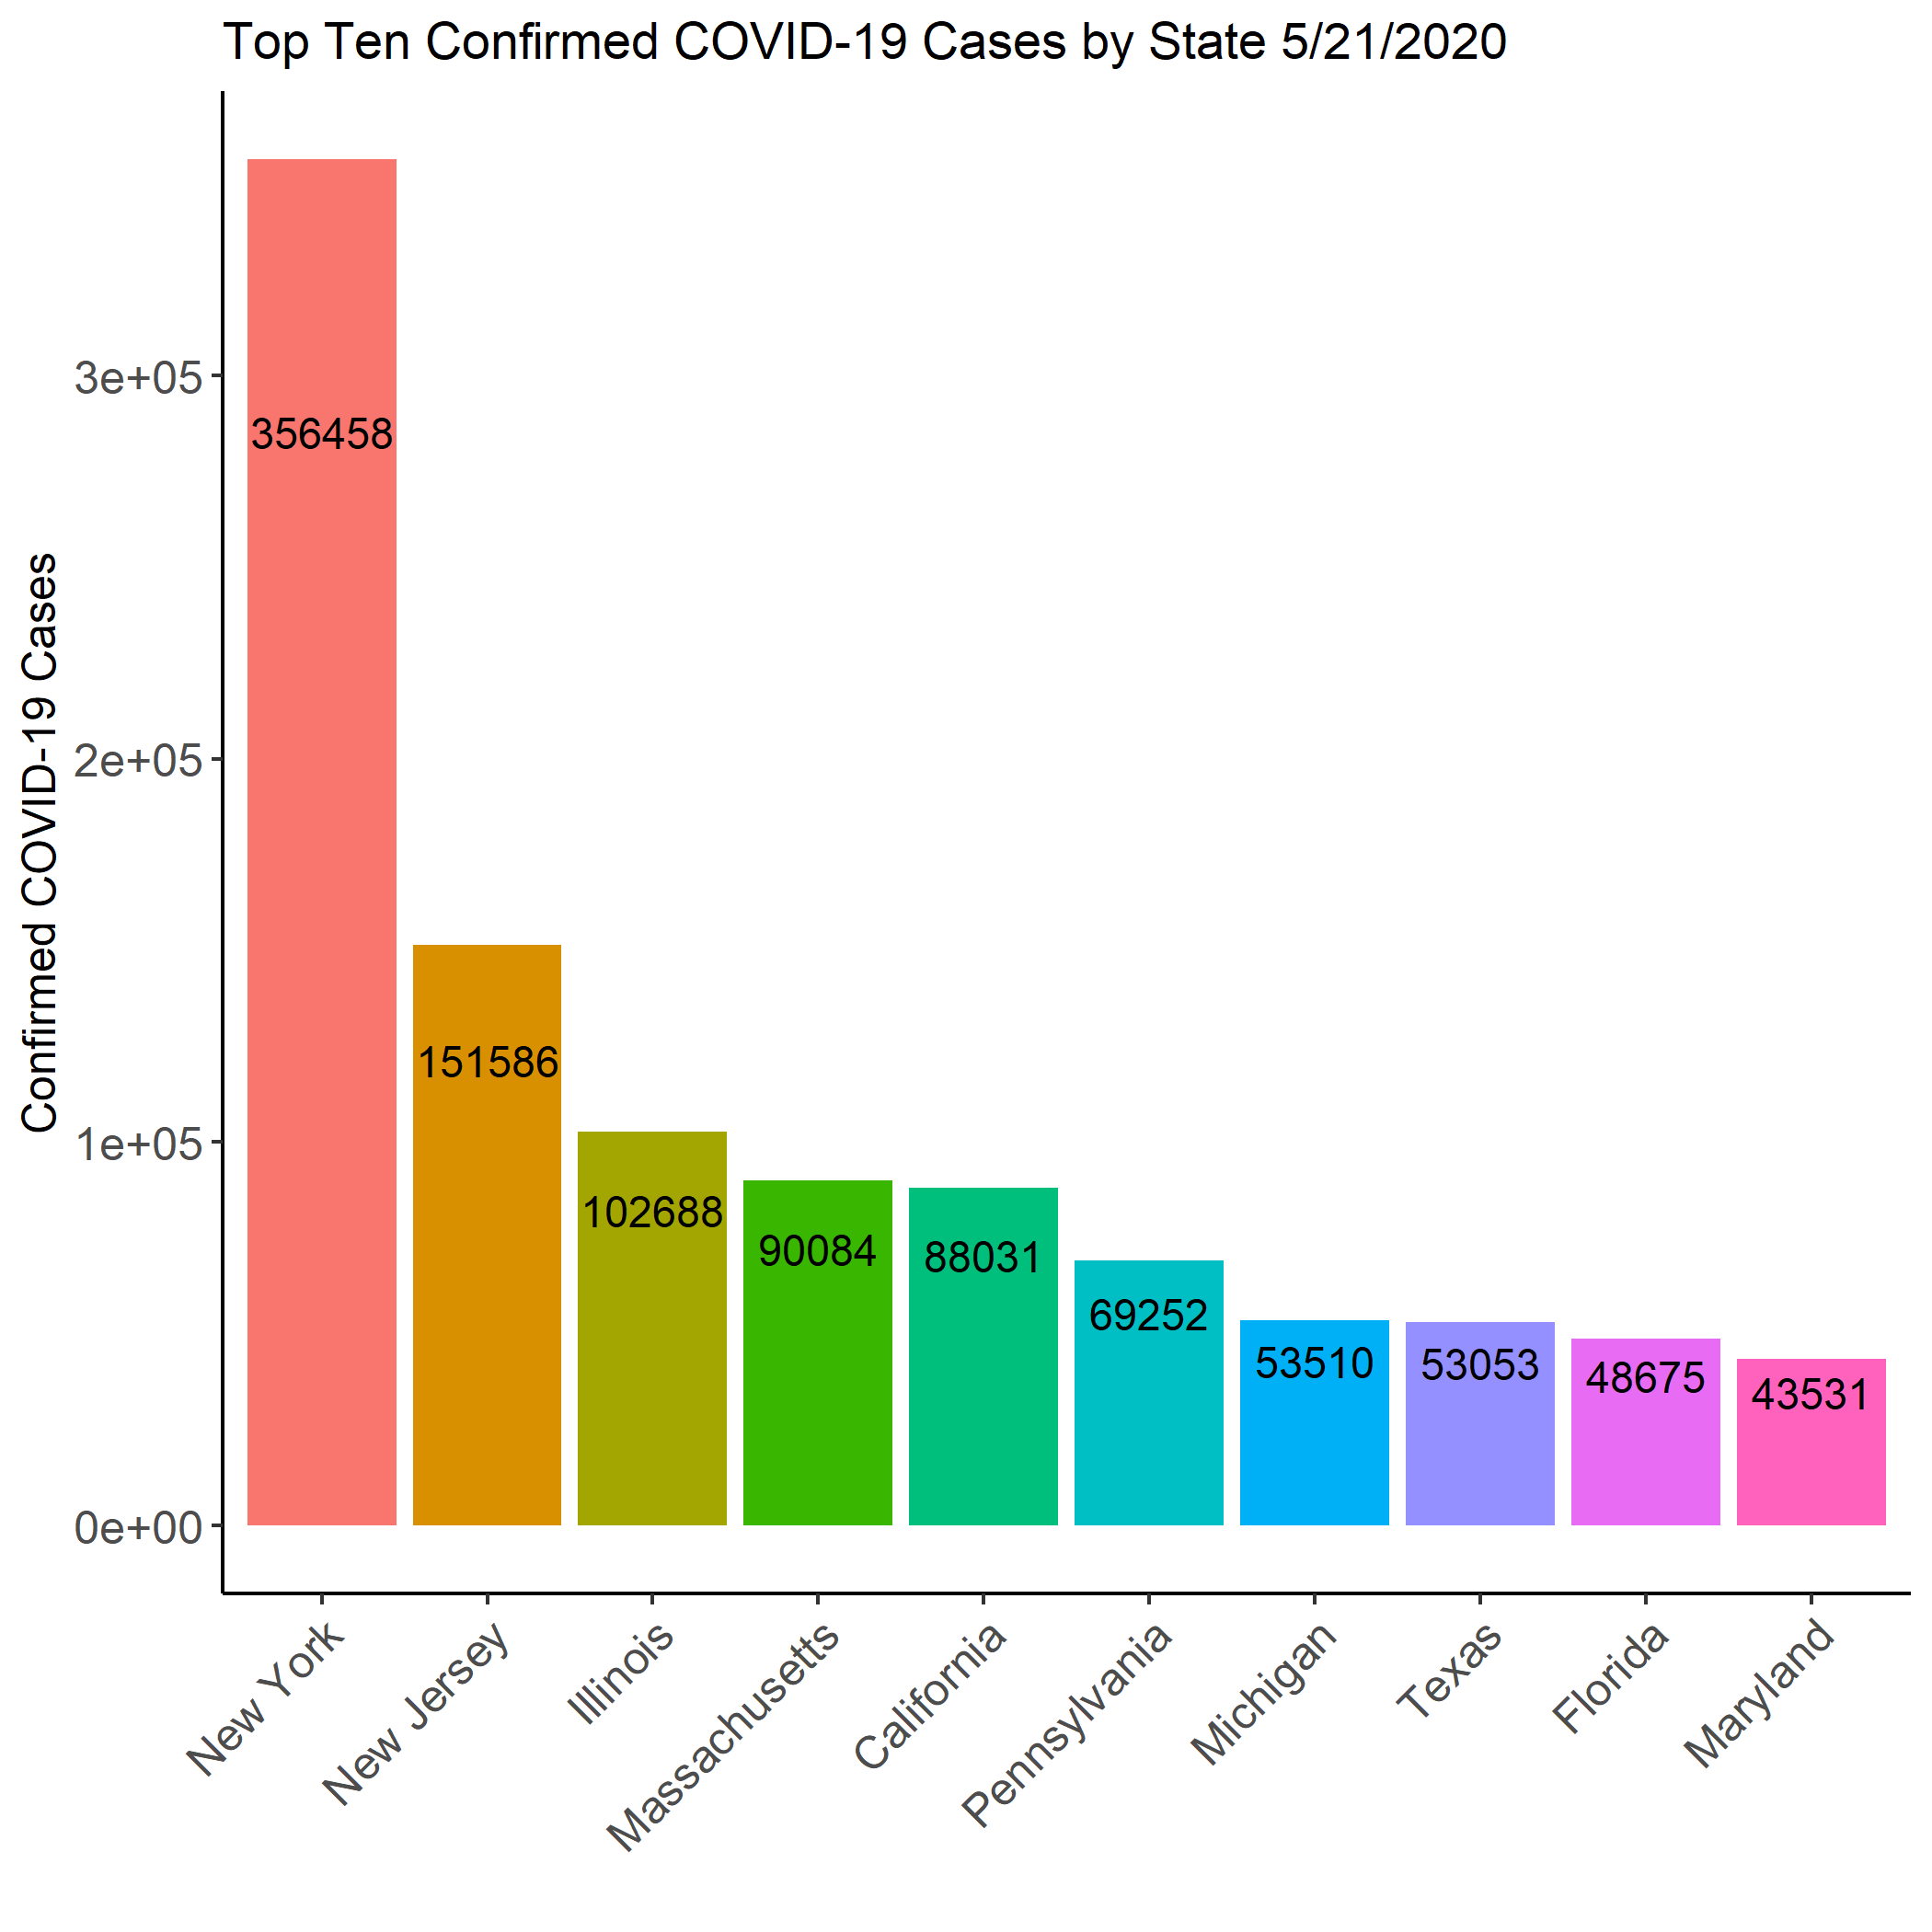 Top Ten Confirmed COVID-19 Cases by State 5/21/2020
Confirmed COVID-19 Cases
3e+05
2e+05
1e+05
0e+00
356458
151586
102688
90084
88031
69252
53510
53053
48675
43531
New York
New Jersey
Illinois
Massachusetts
California
Pennsylvania
Michigan
Texas
Florida
Maryland